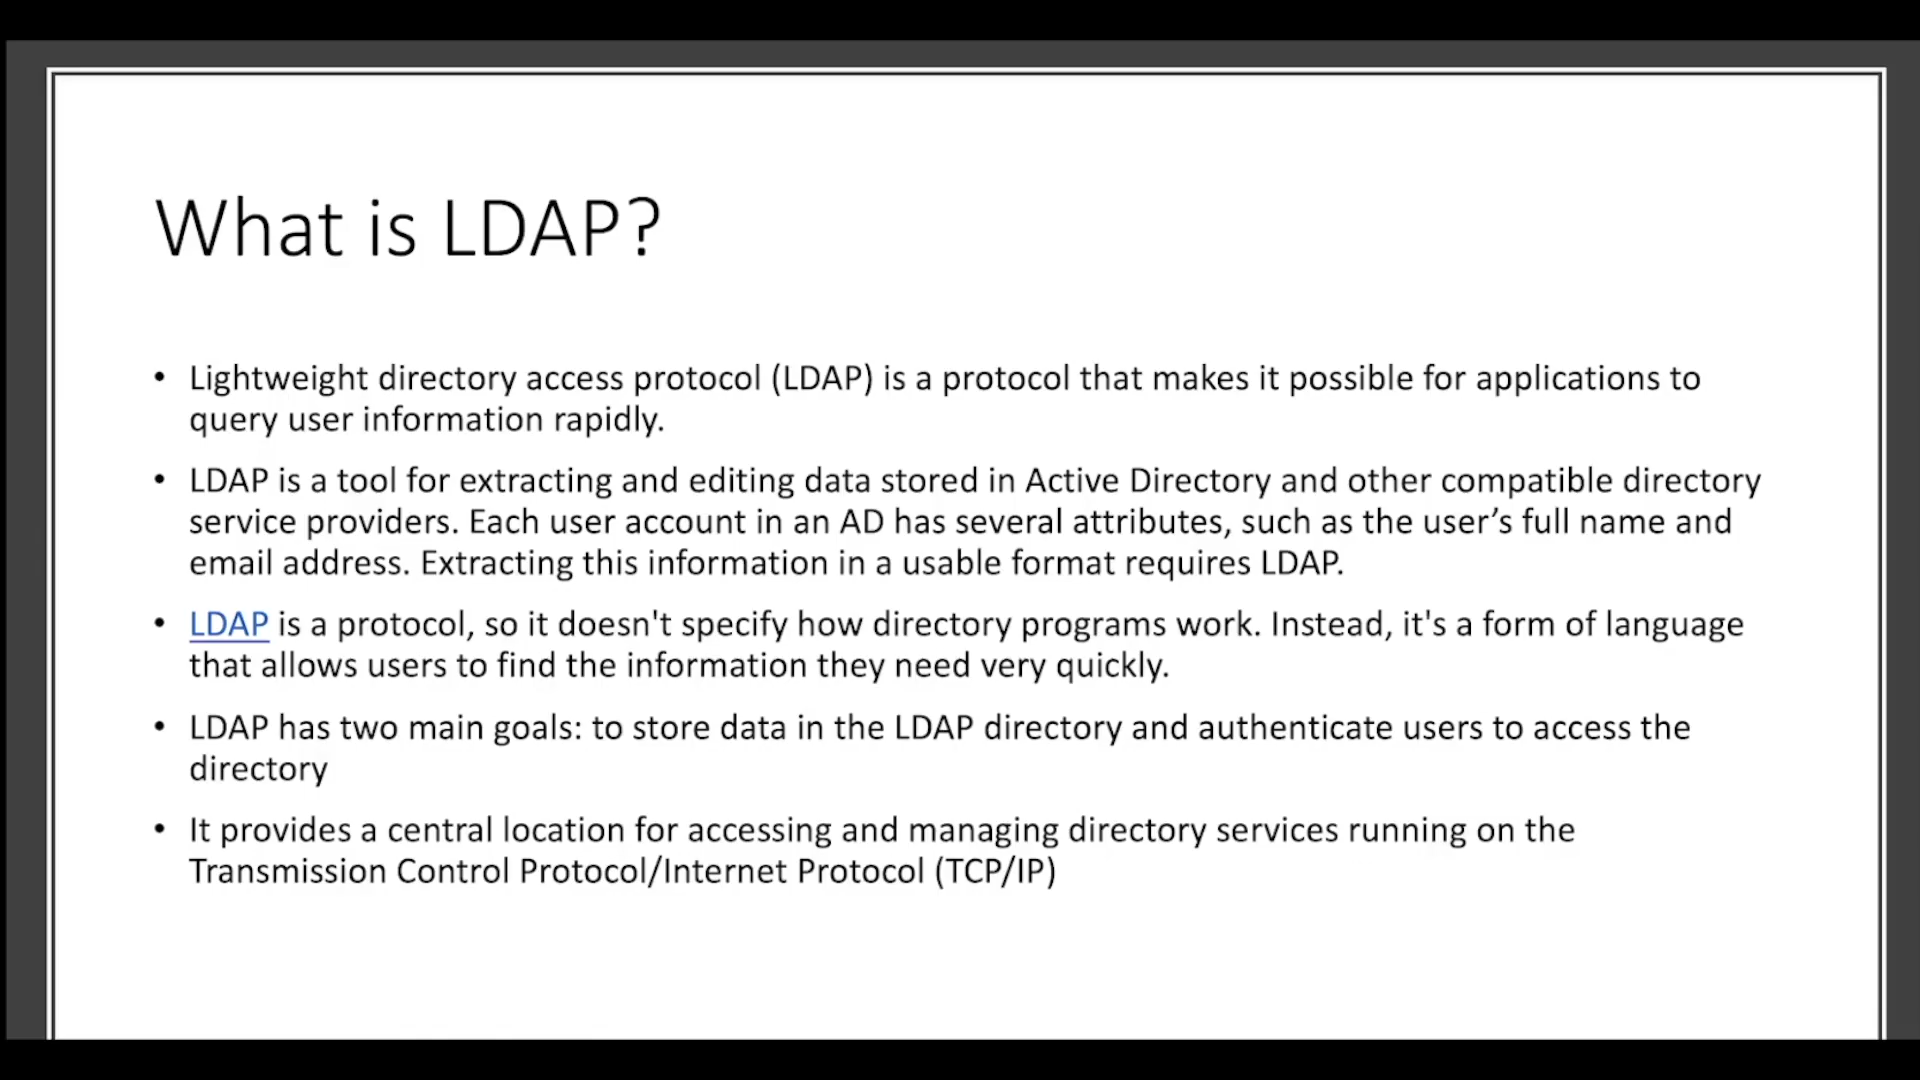 What is LDAP?
• Lightweight directory access protocol (LDAP) is a protocol that makes it possible for applications to
query user information rapidly.
• LDAP is a tool for extracting and editing data stored in Active Directory and other compatible directory
service providers. Each user account in an AD has several attributes, such as the user’s full name and
email address. Extracting this information in a usable format requires LDAP.
• LDAP is a protocol, so it doesn't specify how directory programs work. Instead, it's a form of language
that allows users to find the information they need very quickly.
• LDAP has two main goals: to store data in the LDAP directory and authenticate users to access the
directory
• It provides a central location for accessing and managing directory services running on the
Transmission Control Protocol/Internet Protocol (TCP/IP)